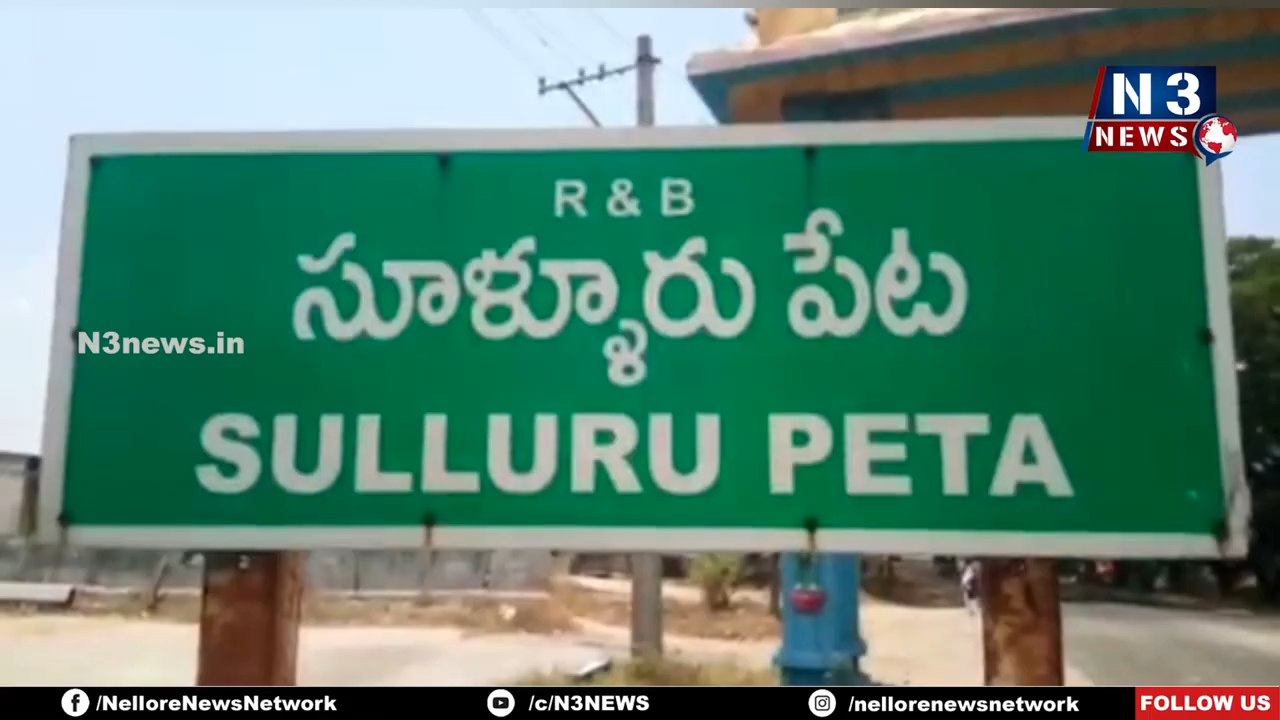 N 3
NEWS
R & B
సూళ్ళూరు పేట
N3news.in
SULLURU PETA
/NelloreNewsNetwork
/c/N3NEWS
/nellorenewsnetwork
FOLLOW US